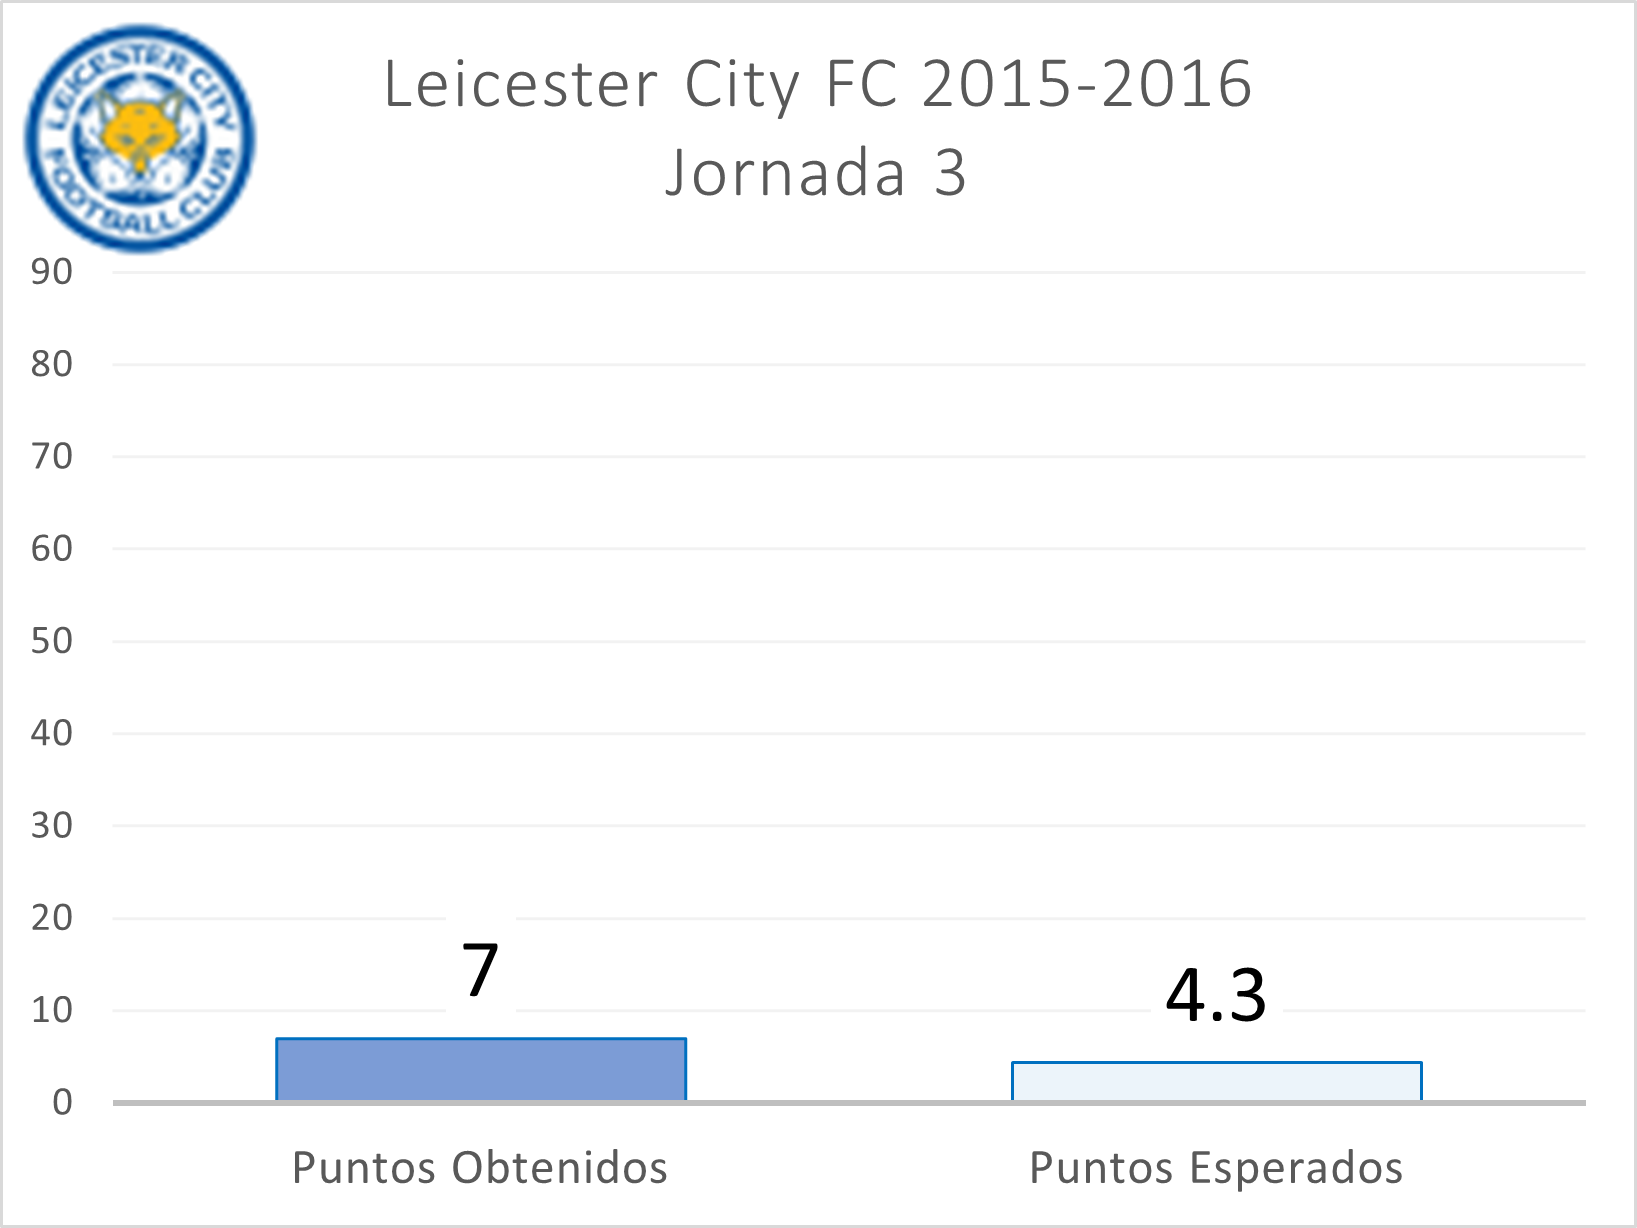 LEICESTER CITY
FOOTBALL CLUB
Leicester City FC 2015-2016
Jornada 3
90
80
70
60
50
40
30
20
10
0
7
4.3
Puntos Obtenidos
Puntos Esperados